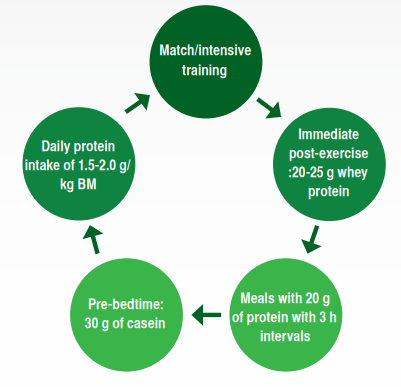 Match/intensive
training
Immediate
post-exercise
:20-25 g whey
protein
Meals with 20 g
of protein with 3 h
intervals
Pre-bedtime:
30 g of casein
Daily protein
intake of 1.5-2.0 g/
kg BM